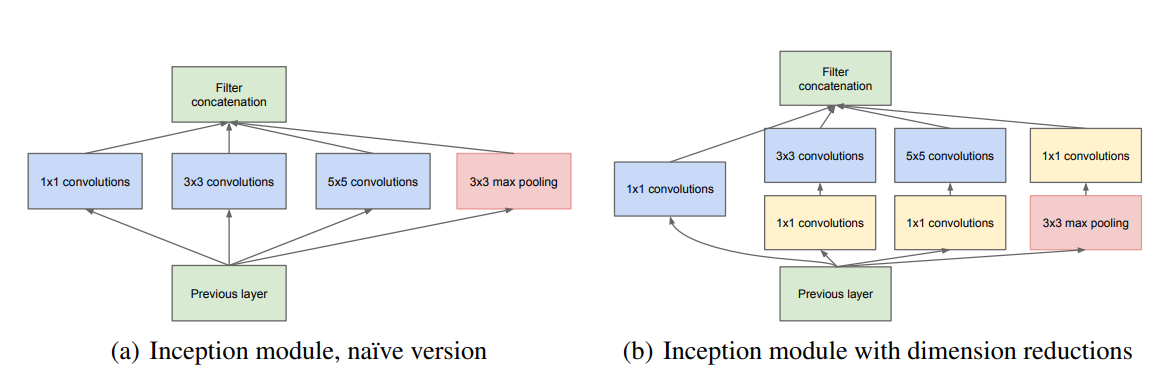 Filter
concatenation
1x1 convolutions
3x3 convolutions
5x5 convolutions
3x3 max pooling
Previous layer
(a) Inception module, naïve version
Filter
concatenation
3x3 convolutions
5x5 convolutions
1x1 convolutions
1x1 convolutions
1x1 convolutions
1x1 convolutions
3x3 max pooling
Previous layer
(b) Inception module with dimension reductions